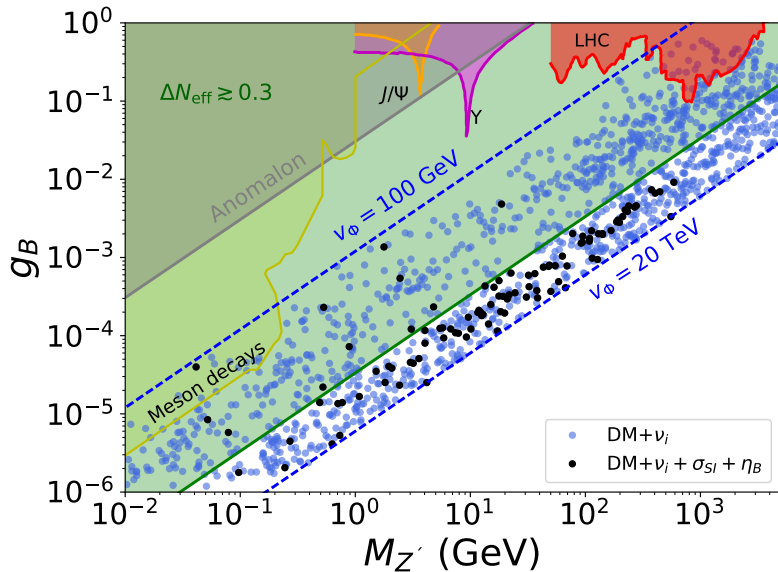 10^0
10^-1
10^-2
10^-3
10^-4
10^-5
10^-6
g_B
ΔN_eff ≳ 0.3
J/Ψ
Υ
LHC
Anomalon
v_Φ = 100 GeV
v_Φ = 20 TeV
Meson decays
DM+ν_i
DM+ν_i + σ_SI + η_B
10^-2 10^-1 10^0 10^1 10^2 10^3
M_Z′ (GeV)